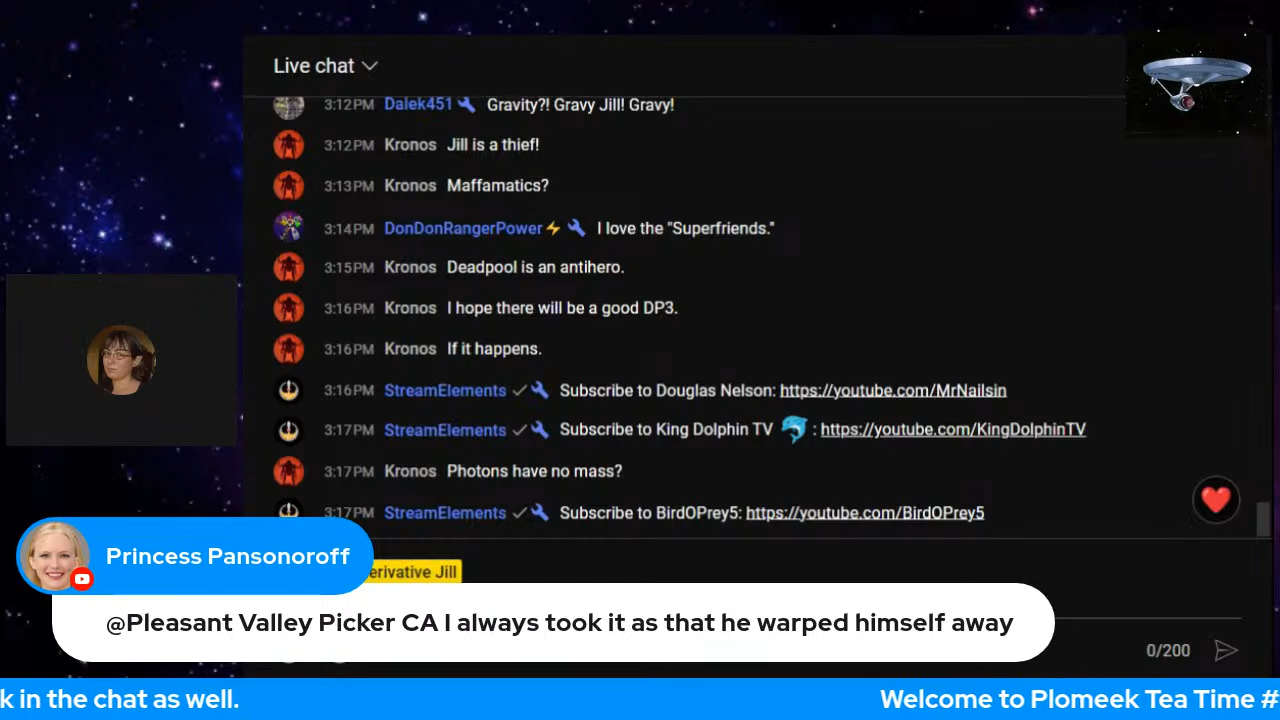 Live chat
3:12PM Dalek451 Gravity?! Gravy Jill! Gravy!
3:12PM Kronos Jill is a thief!
3:13PM Kronos Maffamatics?
3:14PM DonDonRangerPower⚡ I love the "Superfriends."
3:15PM Kronos Deadpool is an antihero.
3:16PM Kronos I hope there will be a good DP3.
3:16PM Kronos If it happens.
3:16PM StreamElements Subscribe to Douglas Nelson: https://youtube.com/MrNailsin
3:17PM StreamElements Subscribe to King Dolphin TV 🐬 : https://youtube.com/KingDolphinTV
3:17PM Kronos Photons have no mass?
3:17PM StreamElements Subscribe to BirdOPrey5: https://youtube.com/BirdOPrey5
Princess Pansonoroff
erivative Jill
@Pleasant Valley Picker CA I always took it as that he warped himself away
0/200
k in the chat as well. Welcome to Plomeek Tea Time #